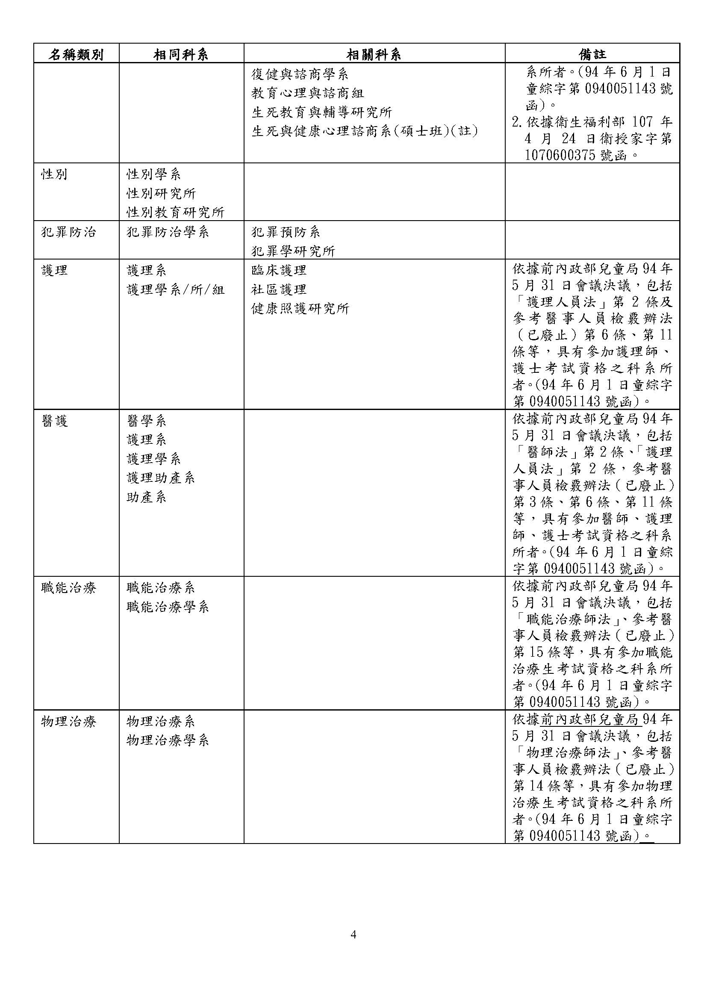 名稱類別 相同科系 相關科系 備註
復健與諮商學系
教育心理與諮商組
生死教育與輔導研究所
生死與健康心理諮商系(碩士班)(註)
系所者。(94 年 6 月 1 日
童綜字第 0940051143 號
函)。
2.依據衛生福利部 107 年
4 月 24 日衛授家字第
1070600375 號函。
性別
性別學系
性別研究所
性別教育研究所
犯罪防治
犯罪防治學系
犯罪預防系
犯罪學研究所
護理
護理系
護理學系/所/組
臨床護理
社區護理
健康照護研究所
依據前內政部兒童局 94 年
5 月 31 日會議決議，包括
「護理人員法」第 2 條及
參考醫事人員檢覈辦法
（已廢止）第 6 條、第 11
條等，具有參加護理師、
護士考試資格之科系所
者。(94 年 6 月 1 日童綜字
第 0940051143 號函)。
醫護
醫學系
護理系
護理學系
護理助產系
助產系
依據前內政部兒童局 94 年
5 月 31 日會議決議，包括
「醫師法」第 2 條、「護理
人員法」第 2 條，參考醫
事人員檢覈辦法（已廢止）
第 3 條、第 6 條、第 11 條
等，具有參加醫師、護理
師、護士考試資格之科系
所者。(94 年 6 月 1 日童綜
字第 0940051143 號函)。
職能治療
職能治療系
職能治療學系
依據前內政部兒童局 94 年
5 月 31 日會議決議，包括
「職能治療師法」、參考醫
事人員檢覈辦法（已廢止）
第 15 條等，具有參加職能
治療生考試資格之科系所
者。(94 年 6 月 1 日童綜字
第 0940051143 號函)。
物理治療
物理治療系
物理治療學系
依據前內政部兒童局 94 年
5 月 31 日會議決議，包括
「物理治療師法」、參考醫
事人員檢覈辦法（已廢止）
第 14 條等，具有參加物理
治療生考試資格之科系所
者。(94 年 6 月 1 日童綜字
第 0940051143 號函)。
4